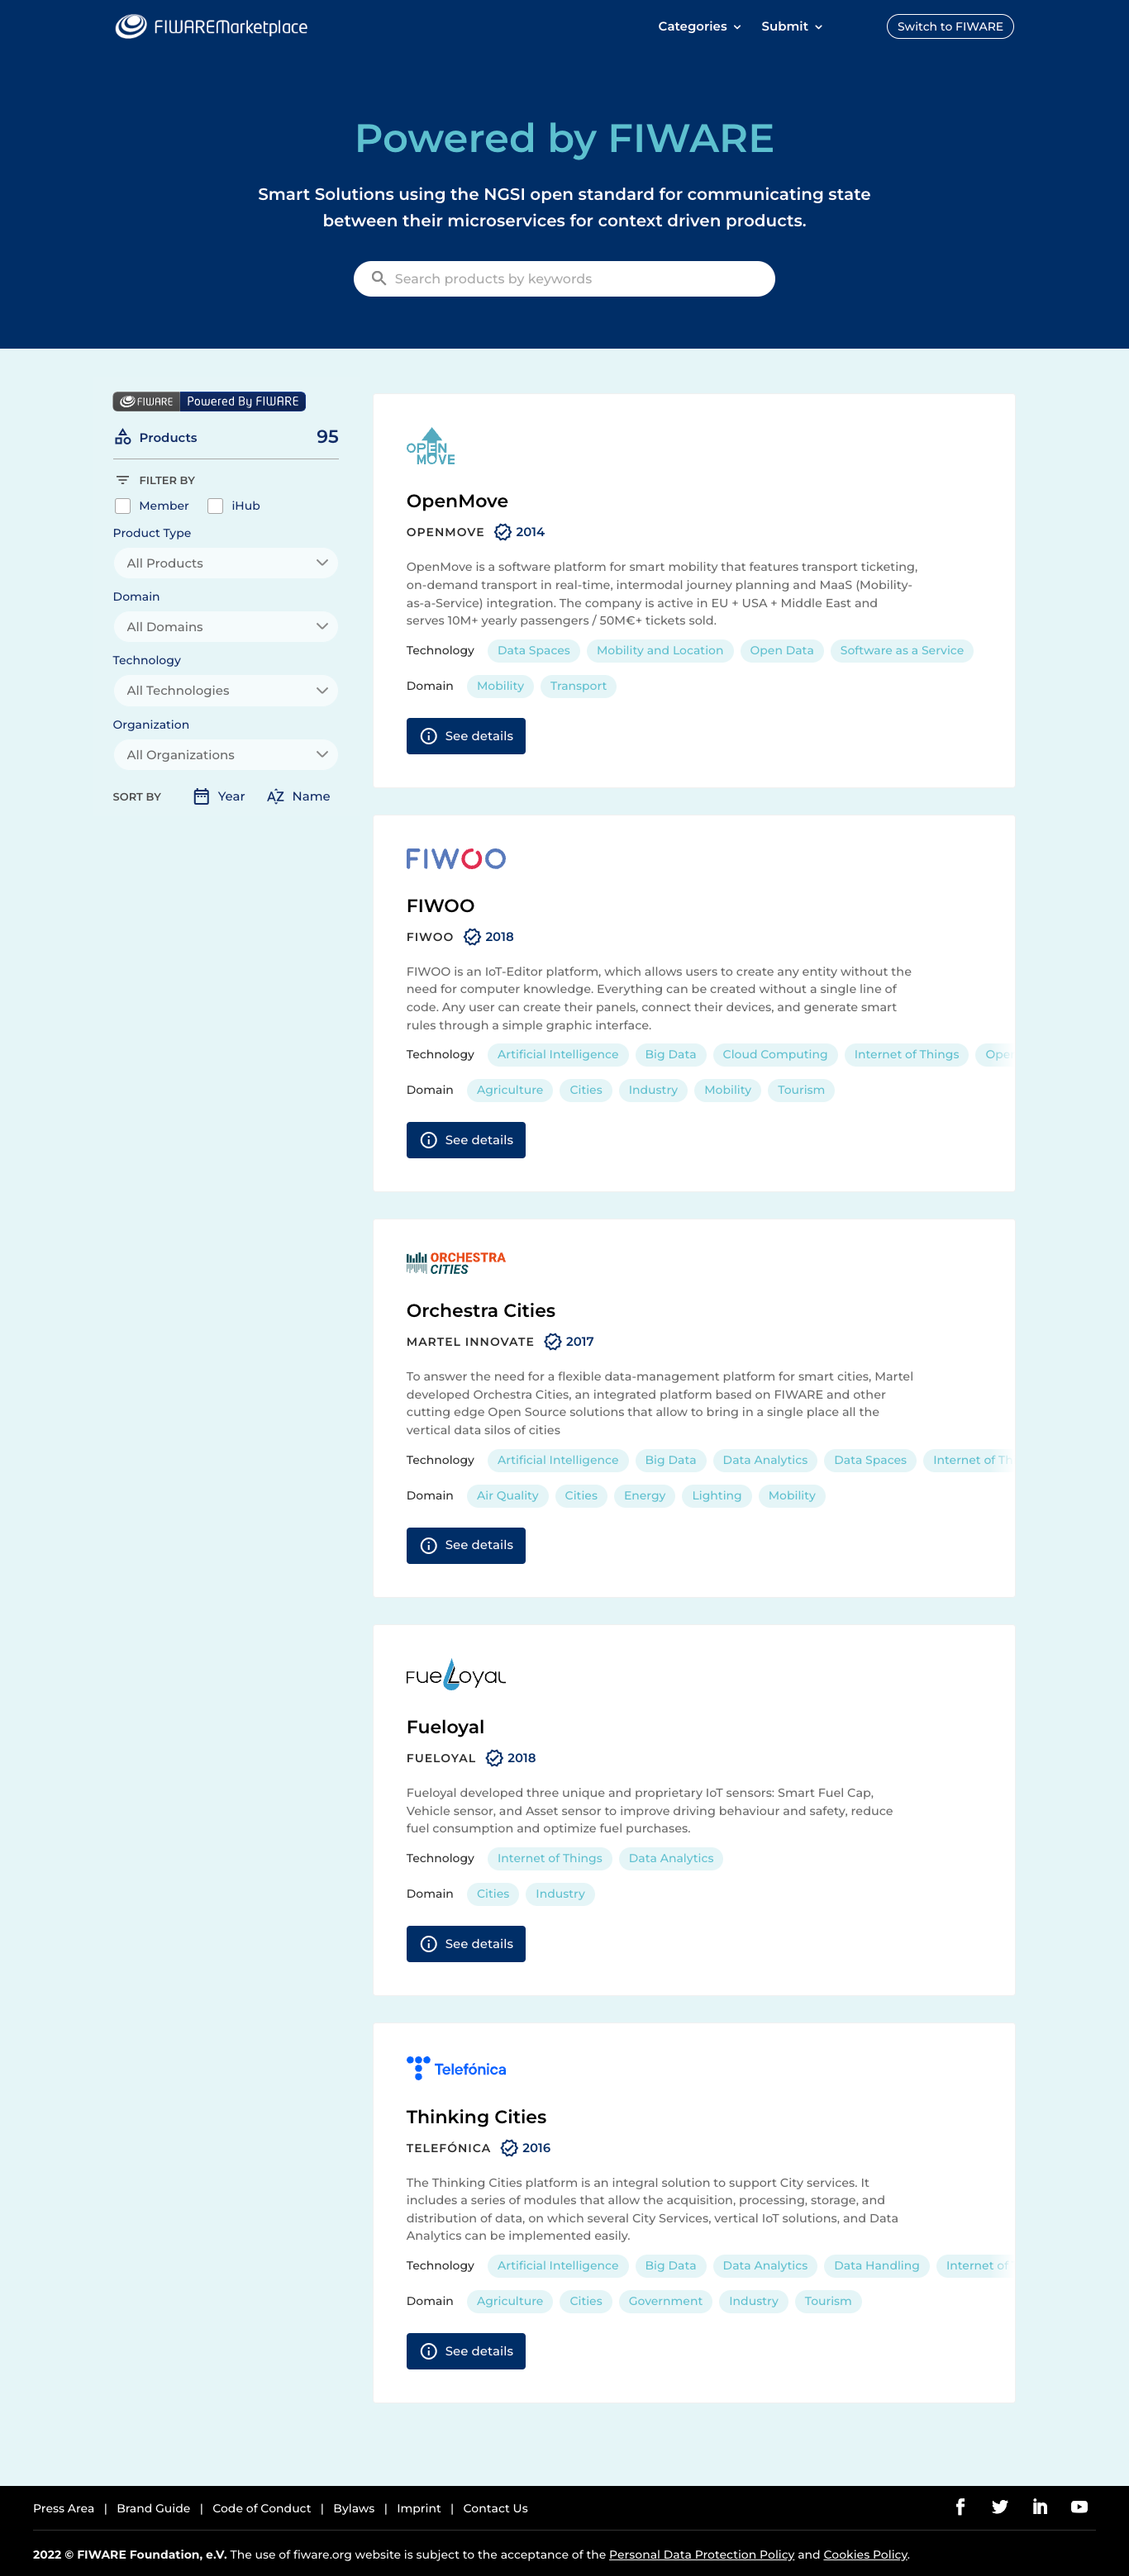 FIWARE Marketplace
Categories
Submit
Switch to FIWARE
Powered by FIWARE
Smart Solutions using the NGSI open standard for communicating state
between their microservices for context driven products.
Search products by keywords
FIWARE Powered By FIWARE
Products 95
FILTER BY
Member iHub
Product Type
All Products
Domain
All Domains
Technology
All Technologies
Organization
All Organizations
SORT BY Year AZ Name
OPEN
MOVE
OpenMove
OPENMOVE 2014
OpenMove is a software platform for smart mobility that features transport ticketing,
on-demand transport in real-time, intermodal journey planning and MaaS (Mobility-
as-a-Service) integration. The company is active in EU + USA + Middle East and
serves 10M+ yearly passengers / 50M€+ tickets sold.
Technology Data Spaces Mobility and Location Open Data Software as a Service
Domain Mobility Transport
See details
FIWOO
FIWOO
FIWOO 2018
FIWOO is an IoT-Editor platform, which allows users to create any entity without the
need for computer knowledge. Everything can be created without a single line of
code. Any user can create their panels, connect their devices, and generate smart
rules through a simple graphic interface.
Technology Artificial Intelligence Big Data Cloud Computing Internet of Things Ope
Domain Agriculture Cities Industry Mobility Tourism
See details
ORCHESTRA
CITIES
Orchestra Cities
MARTEL INNOVATE 2017
To answer the need for a flexible data-management platform for smart cities, Martel
developed Orchestra Cities, an integrated platform based on FIWARE and other
cutting edge Open Source solutions that allow to bring in a single place all the
vertical data silos of cities
Technology Artificial Intelligence Big Data Data Analytics Data Spaces Internet of Th
Domain Air Quality Cities Energy Lighting Mobility
See details
FueLoyal
Fueloyal
FUELOYAL 2018
Fueloyal developed three unique and proprietary IoT sensors: Smart Fuel Cap,
Vehicle sensor, and Asset sensor to improve driving behaviour and safety, reduce
fuel consumption and optimize fuel purchases.
Technology Internet of Things Data Analytics
Domain Cities Industry
See details
Telefónica
Thinking Cities
TELEFÓNICA 2016
The Thinking Cities platform is an integral solution to support City services. It
includes a series of modules that allow the acquisition, processing, storage, and
distribution of data, on which several City Services, vertical IoT solutions, and Data
Analytics can be implemented easily.
Technology Artificial Intelligence Big Data Data Analytics Data Handling Internet of
Domain Agriculture Cities Government Industry Tourism
See details
Press Area | Brand Guide | Code of Conduct | Bylaws | Imprint | Contact Us
2022 © FIWARE Foundation, e.V. The use of fiware.org website is subject to the acceptance of the Personal Data Protection Policy and Cookies Policy.